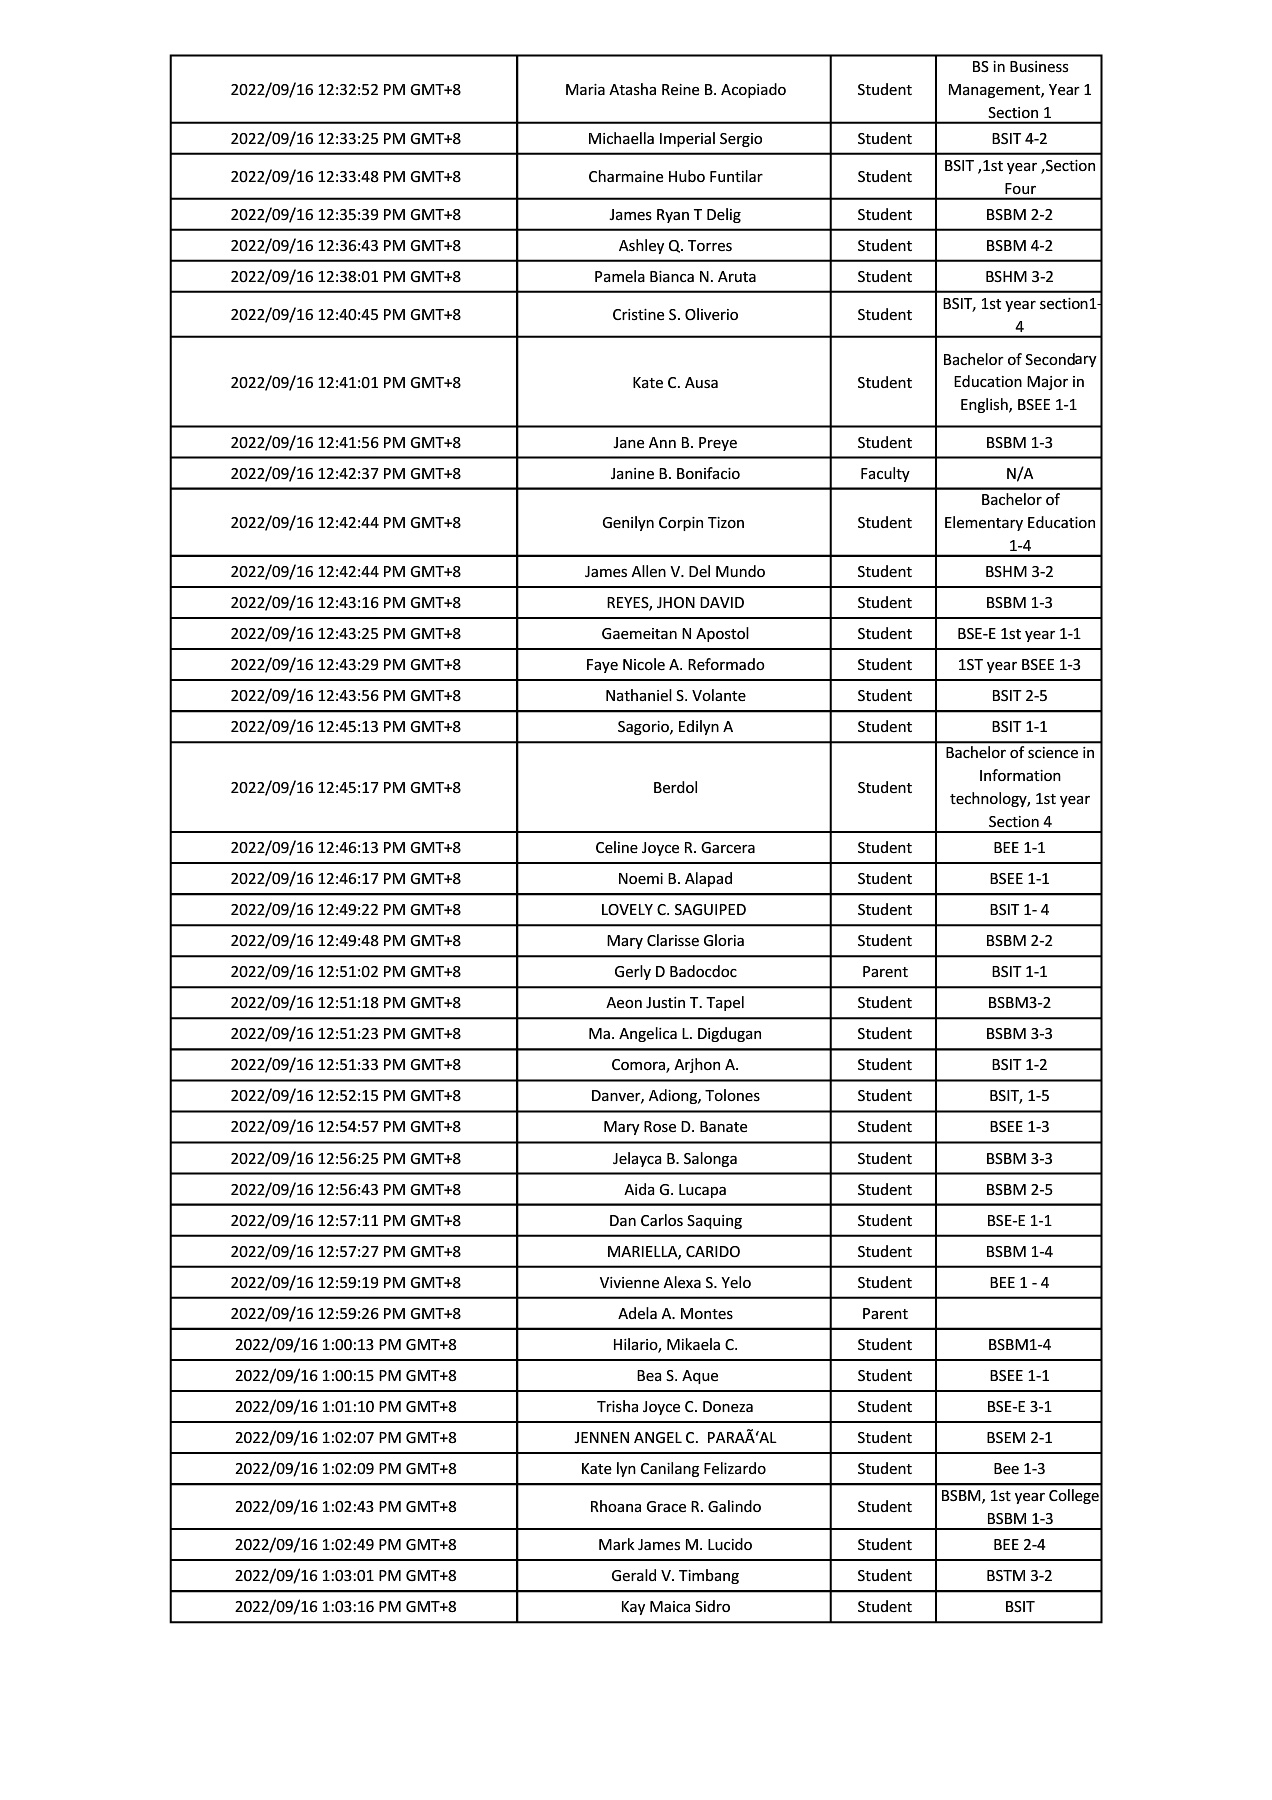 2022/09/16 12:32:52 PM GMT+8 Maria Atasha Reine B. Acopiado Student BS in Business
Management, Year 1
Section 1
2022/09/16 12:33:25 PM GMT+8 Michaella Imperial Sergio Student BSIT 4-2
2022/09/16 12:33:48 PM GMT+8 Charmaine Hubo Funtilar Student BSIT ,1st year ,Section
Four
2022/09/16 12:35:39 PM GMT+8 James Ryan T Delig Student BSBM 2-2
2022/09/16 12:36:43 PM GMT+8 Ashley Q. Torres Student BSBM 4-2
2022/09/16 12:38:01 PM GMT+8 Pamela Bianca N. Aruta Student BSHM 3-2
2022/09/16 12:40:45 PM GMT+8 Cristine S. Oliverio Student BSIT, 1st year section1-
4
2022/09/16 12:41:01 PM GMT+8 Kate C. Ausa Student Bachelor of Secondary
Education Major in
English, BSEE 1-1
2022/09/16 12:41:56 PM GMT+8 Jane Ann B. Preye Student BSBM 1-3
2022/09/16 12:42:37 PM GMT+8 Janine B. Bonifacio Faculty N/A
2022/09/16 12:42:44 PM GMT+8 Genilyn Corpin Tizon Student Bachelor of
Elementary Education
1-4
2022/09/16 12:42:44 PM GMT+8 James Allen V. Del Mundo Student BSHM 3-2
2022/09/16 12:43:16 PM GMT+8 REYES, JHON DAVID Student BSBM 1-3
2022/09/16 12:43:25 PM GMT+8 Gaemeitan N Apostol Student BSE-E 1st year 1-1
2022/09/16 12:43:29 PM GMT+8 Faye Nicole A. Reformado Student 1ST year BSEE 1-3
2022/09/16 12:43:56 PM GMT+8 Nathaniel S. Volante Student BSIT 2-5
2022/09/16 12:45:13 PM GMT+8 Sagorio, Edilyn A Student BSIT 1-1
2022/09/16 12:45:17 PM GMT+8 Berdol Student Bachelor of science in
Information
technology, 1st year
Section 4
2022/09/16 12:46:13 PM GMT+8 Celine Joyce R. Garcera Student BEE 1-1
2022/09/16 12:46:17 PM GMT+8 Noemi B. Alapad Student BSEE 1-1
2022/09/16 12:49:22 PM GMT+8 LOVELY C. SAGUIPED Student BSIT 1- 4
2022/09/16 12:49:48 PM GMT+8 Mary Clarisse Gloria Student BSBM 2-2
2022/09/16 12:51:02 PM GMT+8 Gerly D Badocdoc Parent BSIT 1-1
2022/09/16 12:51:18 PM GMT+8 Aeon Justin T. Tapel Student BSBM3-2
2022/09/16 12:51:23 PM GMT+8 Ma. Angelica L. Digdugan Student BSBM 3-3
2022/09/16 12:51:33 PM GMT+8 Comora, Arjhon A. Student BSIT 1-2
2022/09/16 12:52:15 PM GMT+8 Danver, Adiong, Tolones Student BSIT, 1-5
2022/09/16 12:54:57 PM GMT+8 Mary Rose D. Banate Student BSEE 1-3
2022/09/16 12:56:25 PM GMT+8 Jelayca B. Salonga Student BSBM 3-3
2022/09/16 12:56:43 PM GMT+8 Aida G. Lucapa Student BSBM 2-5
2022/09/16 12:57:11 PM GMT+8 Dan Carlos Saquing Student BSE-E 1-1
2022/09/16 12:57:27 PM GMT+8 MARIELLA, CARIDO Student BSBM 1-4
2022/09/16 12:59:19 PM GMT+8 Vivienne Alexa S. Yelo Student BEE 1 - 4
2022/09/16 12:59:26 PM GMT+8 Adela A. Montes Parent
2022/09/16 1:00:13 PM GMT+8 Hilario, Mikaela C. Student BSBM1-4
2022/09/16 1:00:15 PM GMT+8 Bea S. Aque Student BSEE 1-1
2022/09/16 1:01:10 PM GMT+8 Trisha Joyce C. Doneza Student BSE-E 3-1
2022/09/16 1:02:07 PM GMT+8 JENNEN ANGEL C. PARAÃ‘AL Student BSEM 2-1
2022/09/16 1:02:09 PM GMT+8 Kate lyn Canilang Felizardo Student Bee 1-3
2022/09/16 1:02:43 PM GMT+8 Rhoana Grace R. Galindo Student BSBM, 1st year College
BSBM 1-3
2022/09/16 1:02:49 PM GMT+8 Mark James M. Lucido Student BEE 2-4
2022/09/16 1:03:01 PM GMT+8 Gerald V. Timbang Student BSTM 3-2
2022/09/16 1:03:16 PM GMT+8 Kay Maica Sidro Student BSIT